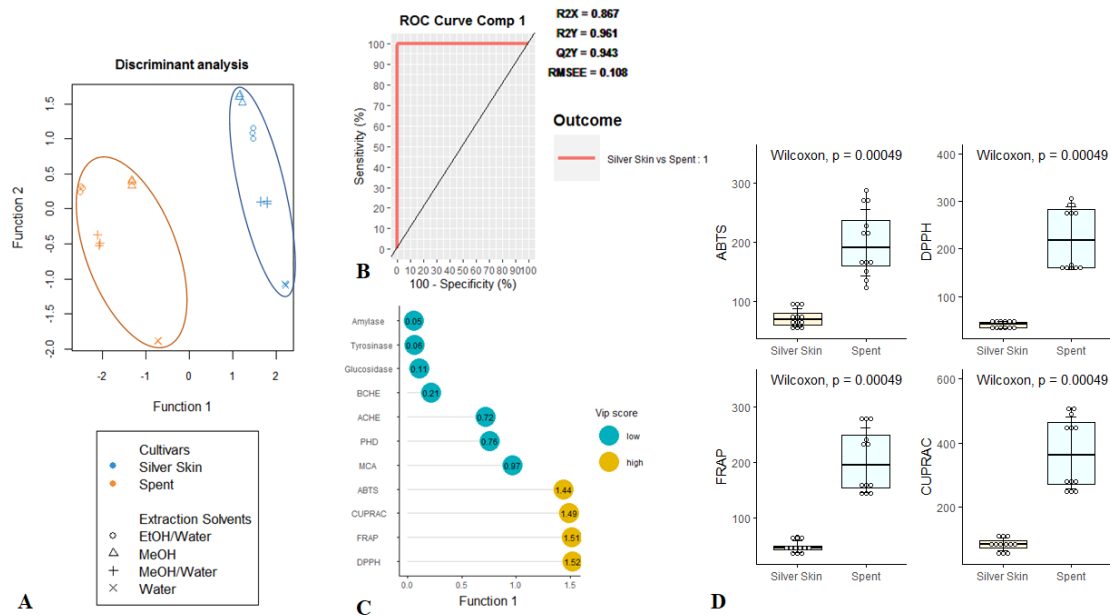 Discriminant analysis
Function 2
1.5
1.0
0.5
0.0
-0.5
-1.0
-1.5
-2.0
-2
-1
0
1
2
Function 1
Cultivars
Silver Skin
Spent
Extraction Solvents
EtOH/Water
MeOH
MeOH/Water
Water
A
ROC Curve Comp 1
Sensitivity (%)
100
90
80
70
60
50
40
30
20
10
0
0 10 20 30 40 50 60 70 80 90 100
100 - Specificity (%)
B
R2X = 0.867
R2Y = 0.961
Q2Y = 0.943
RMSEE = 0.108
Outcome
Silver Skin vs Spent : 1
Amylase 0.05
Tyrosinase 0.06
Glucosidase 0.11
BCHE 0.21
ACHE 0.72
PHD 0.76
MCA 0.97
ABTS 1.44
CUPRAC 1.49
FRAP 1.51
DPPH 1.52
0.0 0.5 1.0 1.5
Function 1
Vip score
low
high
C
Wilcoxon, p = 0.00049
ABTS
300
200
100
Silver Skin Spent
Wilcoxon, p = 0.00049
DPPH
400
300
200
100
0
Silver Skin Spent
Wilcoxon, p = 0.00049
FRAP
300
200
100
Silver Skin Spent
Wilcoxon, p = 0.00049
CUPRAC
600
400
200
Silver Skin Spent
D